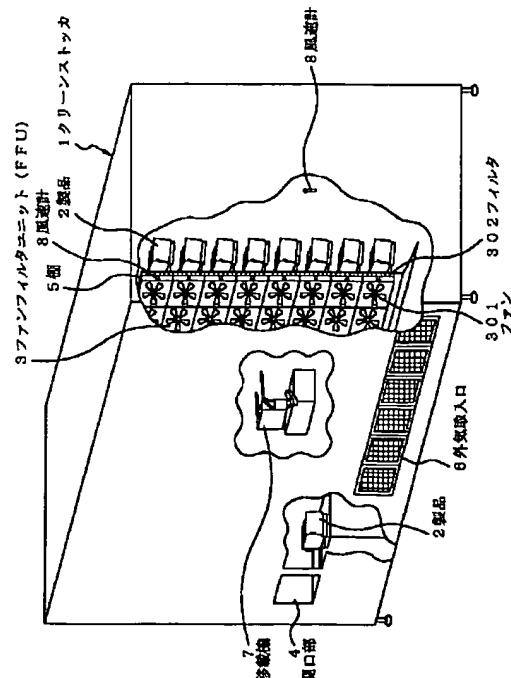 1クリーンストッカ
3ファンフィルタユニット(FFU)
2製品
8風速計
5棚
8風速計
302フィルタ
301
ファン
6外気取入口
2製品
7
移載機
4
開口部